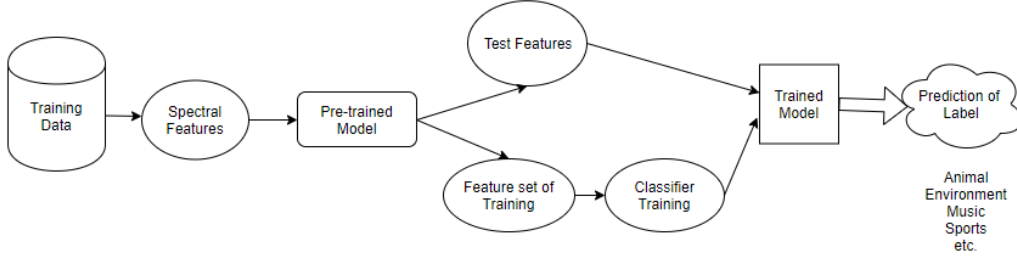 Training
Data
Spectral
Features
Pre-trained
Model
Test Features
Feature set of
Training
Classifier
Training
Trained
Model
Prediction of
Label
Animal
Environment
Music
Sports
etc.